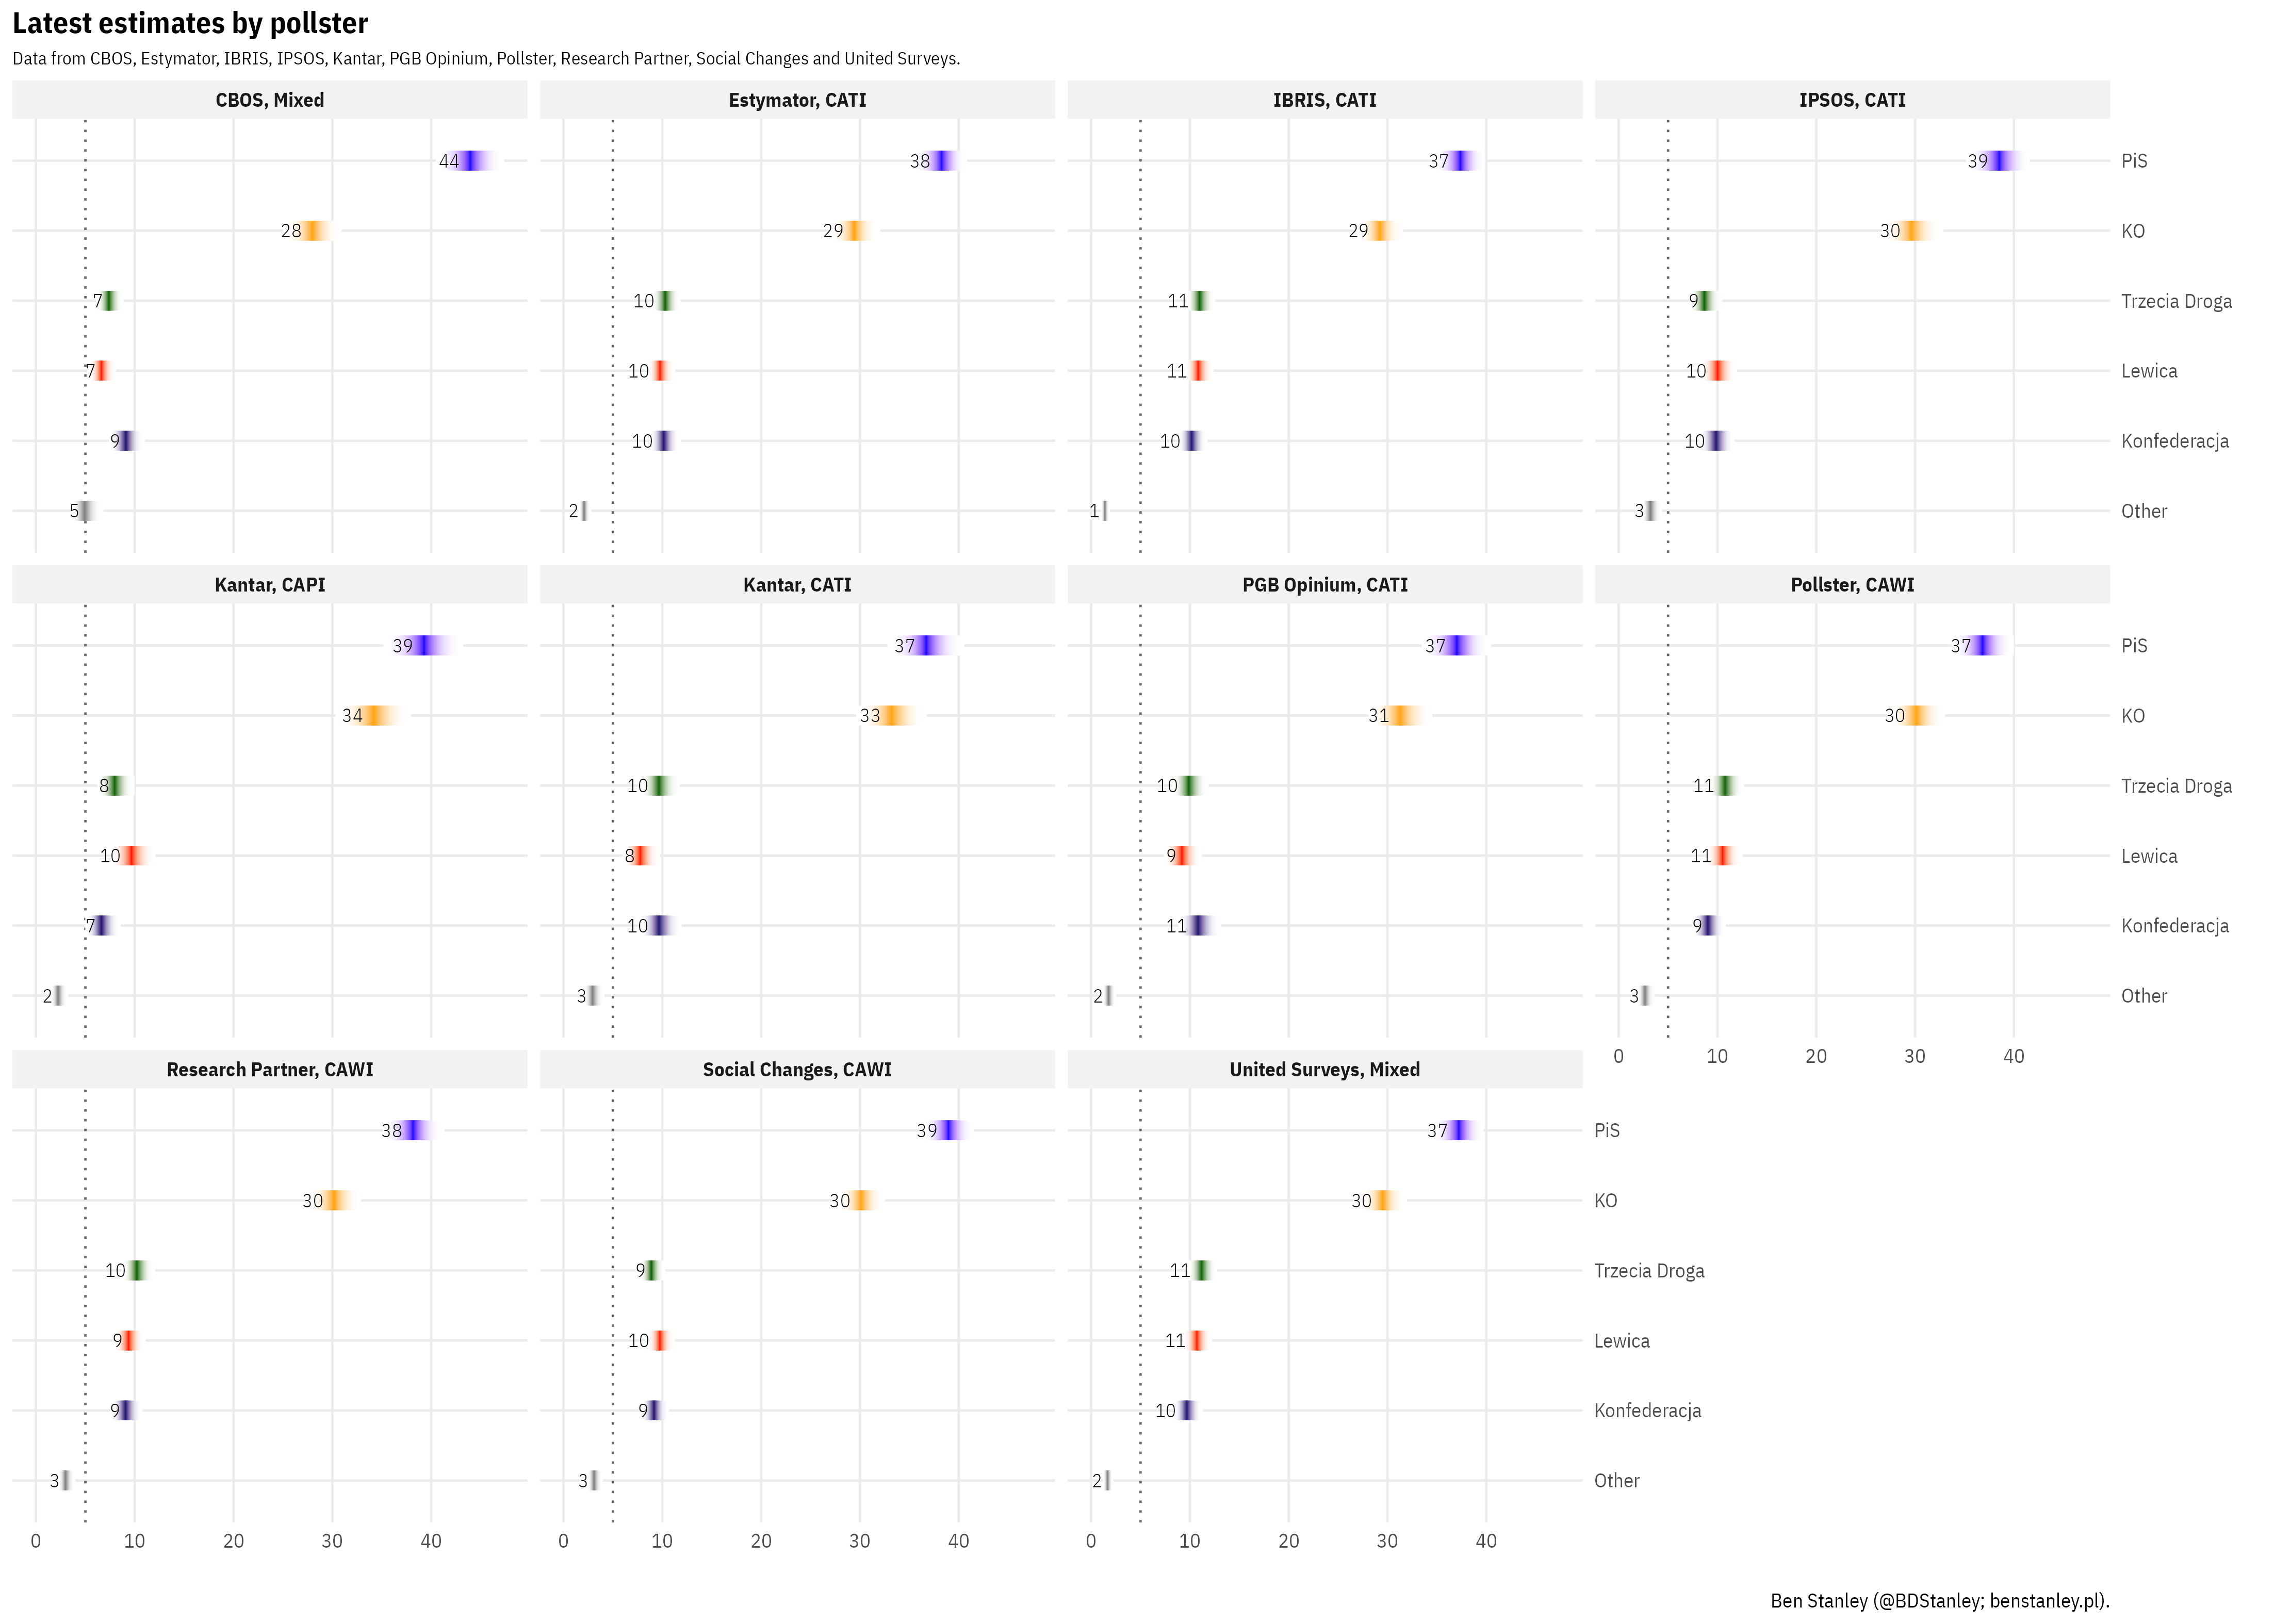 Latest estimates by pollster
Data from CBOS, Estymator, IBRIS, IPSOS, Kantar, PGB Opinium, Pollster, Research Partner, Social Changes and United Surveys.
CBOS, Mixed Estymator, CATI IBRIS, CATI IPSOS, CATI
44 38 37 39 PiS
28 29 29 30 KO
7 10 11 9 Trzecia Droga
7 10 11 10 Lewica
9 10 10 10 Konfederacja
5 2 1 3 Other
Kantar, CAPI Kantar, CATI PGB Opinium, CATI Pollster, CAWI
39 37 37 37 PiS
34 33 31 30 KO
8 10 10 11 Trzecia Droga
10 8 9 11 Lewica
7 10 11 9 Konfederacja
2 3 2 3 Other
0 10 20 30 40
Research Partner, CAWI Social Changes, CAWI United Surveys, Mixed
38 39 37 PiS
30 30 30 KO
10 9 11 Trzecia Droga
9 10 11 Lewica
9 9 10 Konfederacja
3 3 2 Other
0 10 20 30 40 0 10 20 30 40 0 10 20 30 40
Ben Stanley (@BDStanley; benstanley.pl).